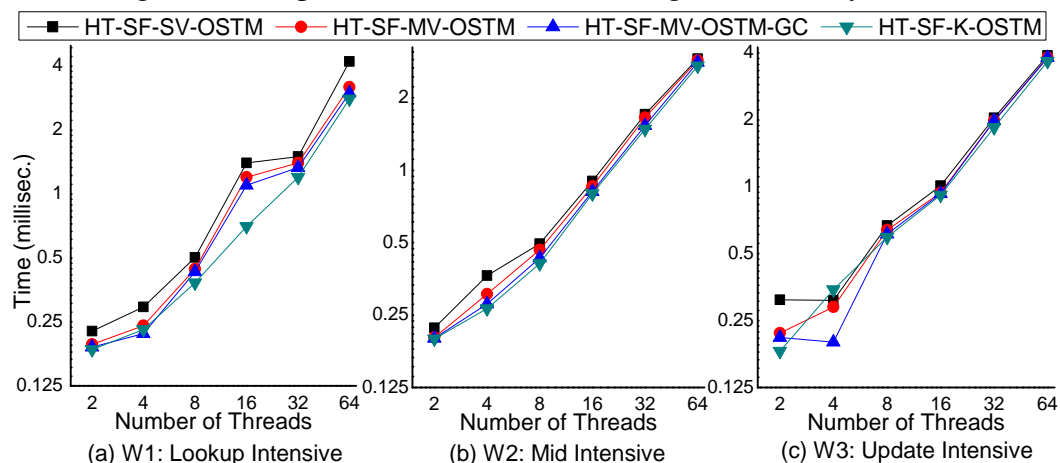 HT-SF-SV-OSTM HT-SF-MV-OSTM HT-SF-MV-OSTM-GC HT-SF-K-OSTM
Time (millisec.)
4
2
1
0.5
0.25
0.125
2 4 8 16 32 64
Number of Threads
(a) W1: Lookup Intensive
2
1
0.5
0.25
0.125
2 4 8 16 32 64
Number of Threads
(b) W2: Mid Intensive
4
2
1
0.5
0.25
0.125
2 4 8 16 32 64
Number of Threads
(c) W3: Update Intensive